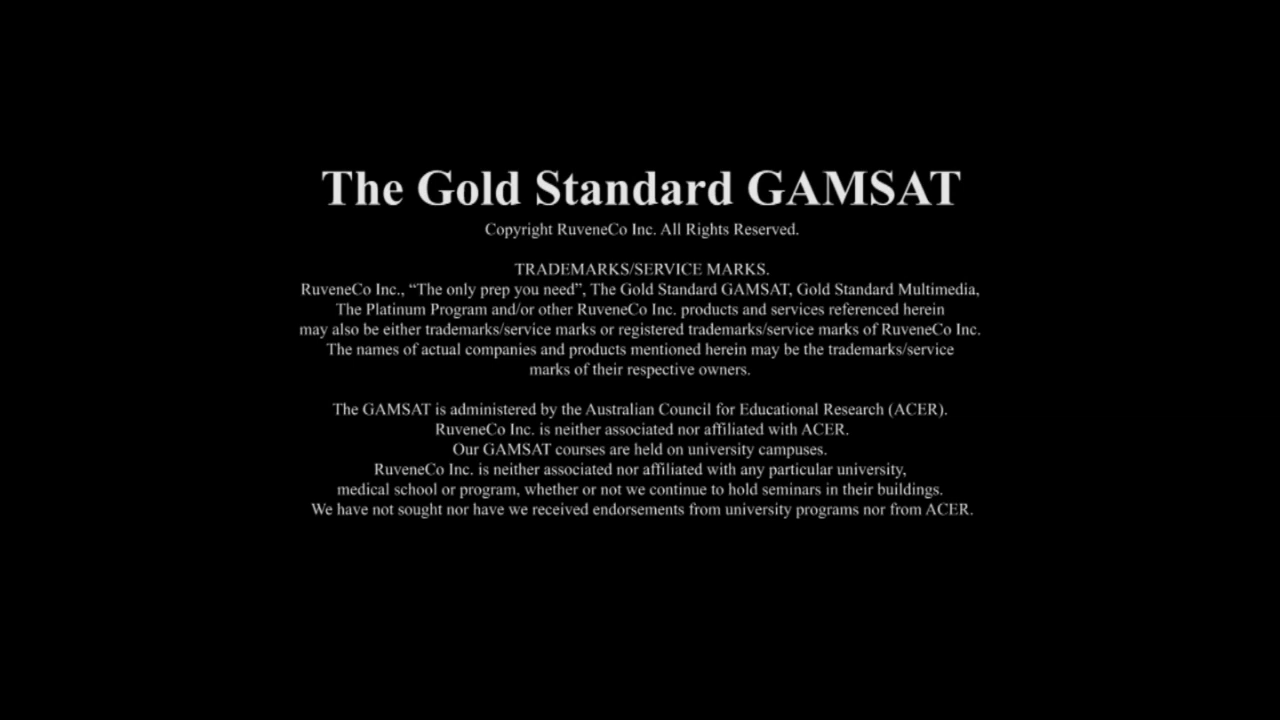 The Gold Standard GAMSAT
Copyright RuveneCo Inc. All Rights Reserved.
TRADEMARKS/SERVICE MARKS.
RuveneCo Inc., “The only prep you need”, The Gold Standard GAMSAT, Gold Standard Multimedia,
The Platinum Program and/or other RuveneCo Inc. products and services referenced herein
may also be either trademarks/service marks or registered trademarks/service marks of RuveneCo Inc.
The names of actual companies and products mentioned herein may be the trademarks/service
marks of their respective owners.
The GAMSAT is administered by the Australian Council for Educational Research (ACER).
RuveneCo Inc. is neither associated nor affiliated with ACER.
Our GAMSAT courses are held on university campuses.
RuveneCo Inc. is neither associated nor affiliated with any particular university,
medical school or program, whether or not we continue to hold seminars in their buildings.
We have not sought nor have we received endorsements from university programs nor from ACER.